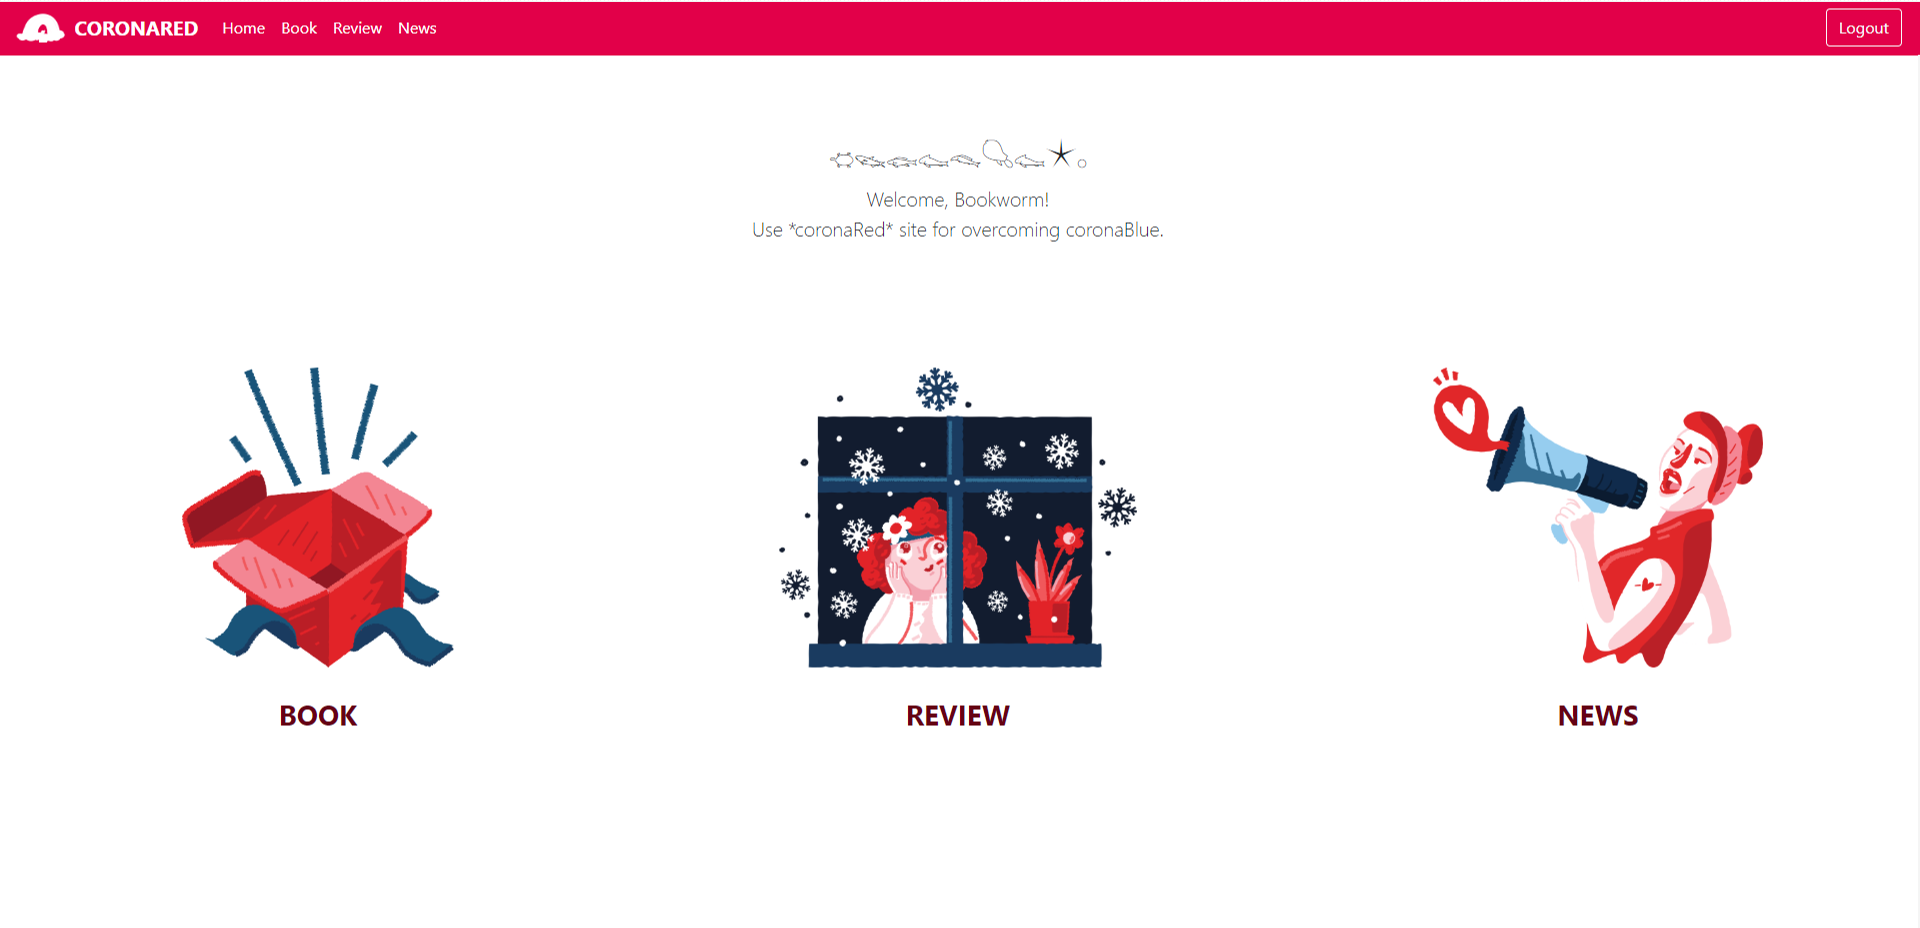 CORONARED Home Book Review News Logout
Welcome, Bookworm!
Use *coronaRed* site for overcoming coronaBlue.
BOOK REVIEW NEWS